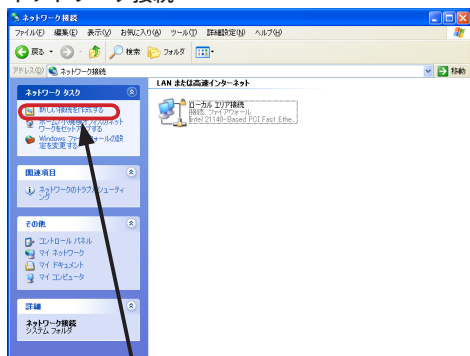 ネットワーク接続
ネットワーク接続
ファイル(F) 編集(E) 表示(V) お気に入り(A) ツール(T) 詳細設定(N) ヘルプ(H)
戻る 検索 フォルダ
アドレス(D) ネットワーク接続 移動
LAN または高速インターネット
ネットワーク タスク
新しい接続を作成する
ホーム/小規模オフィスのネットワークをセットアップする
Windows ファイアウォールの設定を変更する
ローカル エリア接続
接続、ファイアウォール
Intel 21140-Based PCI Fast Ethe...
関連項目
ネットワークのトラブルシューティング
その他
コントロール パネル
マイ ネットワーク
マイ ドキュメント
マイ コンピュータ
詳細
ネットワーク接続
システム フォルダ